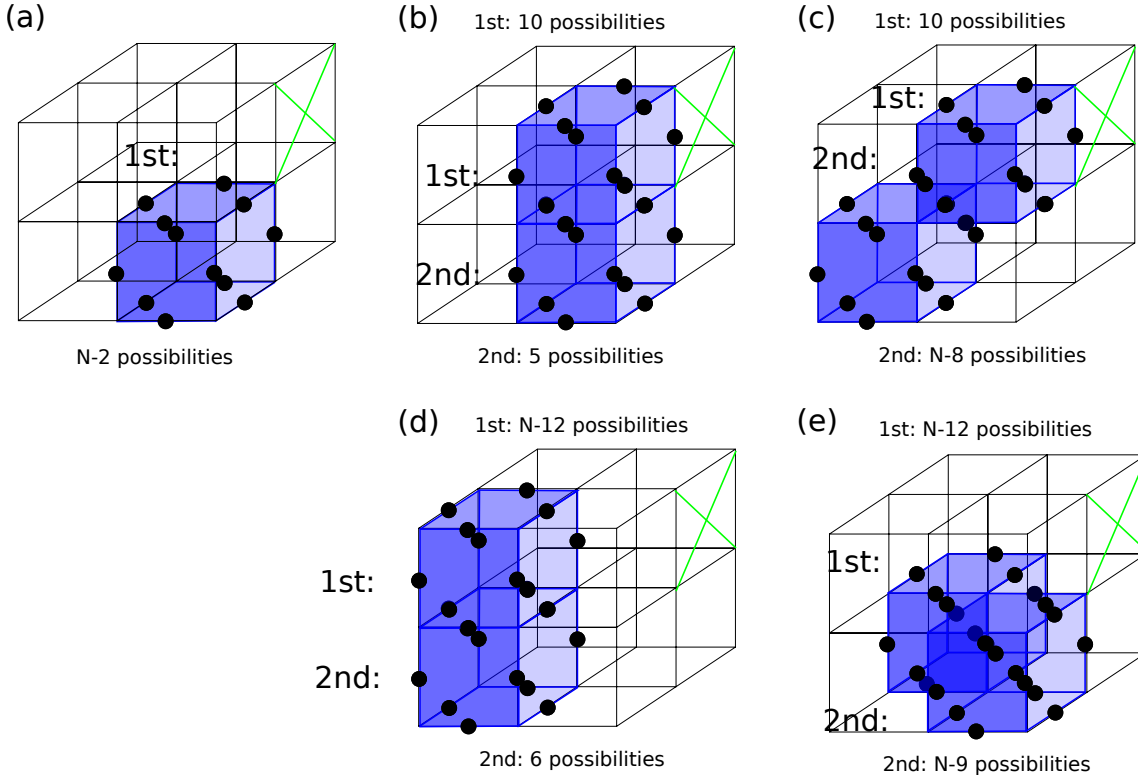 (a)
1st:
N-2 possibilities
(b)
1st: 10 possibilities
1st:
2nd:
2nd: 5 possibilities
(c)
1st: 10 possibilities
1st:
2nd:
2nd: N-8 possibilities
(d)
1st: N-12 possibilities
1st:
2nd:
2nd: 6 possibilities
(e)
1st: N-12 possibilities
1st:
2nd:
2nd: N-9 possibilities